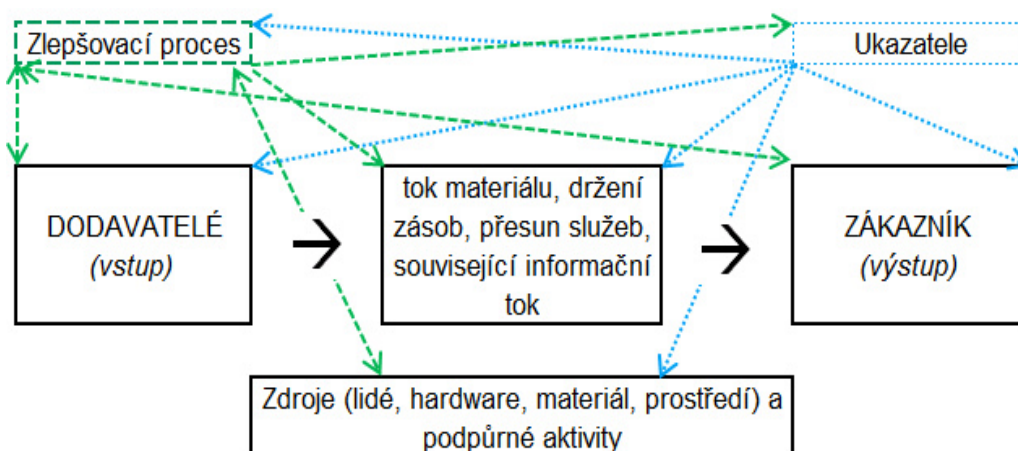 Zlepšovací proces
Ukazatele
DODAVATELÉ
(vstup)
tok materiálu, držení
zásob, přesun služeb,
související informační
tok
ZÁKAZNÍK
(výstup)
Zdroje (lidé, hardware, materiál, prostředí) a
podpůrné aktivity